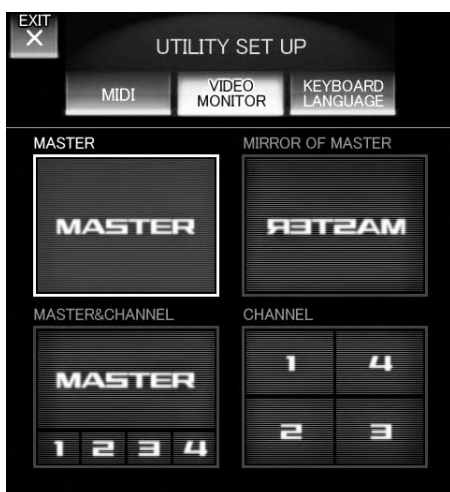 EXIT
X
UTILITY SET UP
MIDI
VIDEO
MONITOR
KEYBOARD
LANGUAGE
MASTER
MIRROR OF MASTER
MASTER
MASTER
MASTER&CHANNEL
CHANNEL
MASTER
1 2 3 4
1 4
2 3